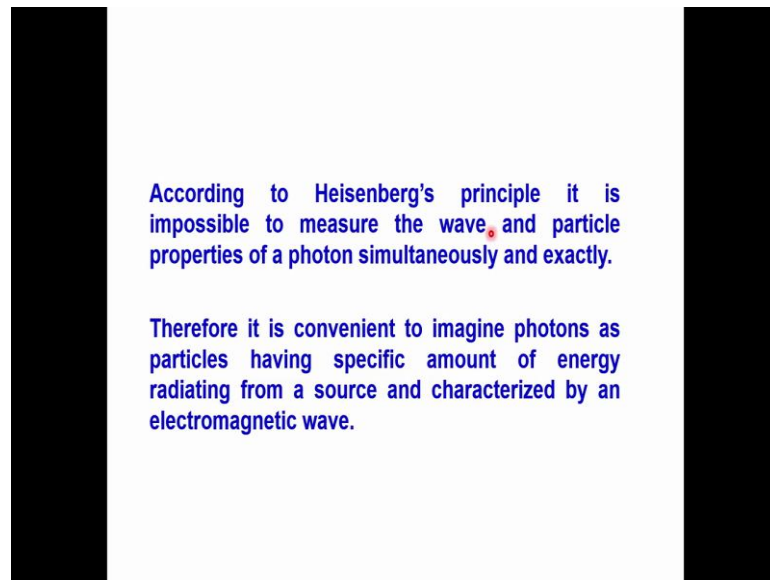 According to Heisenberg's principle it is
impossible to measure the wave and particle
properties of a photon simultaneously and exactly.
Therefore it is convenient to imagine photons as
particles having specific amount of energy
radiating from a source and characterized by an
electromagnetic wave.